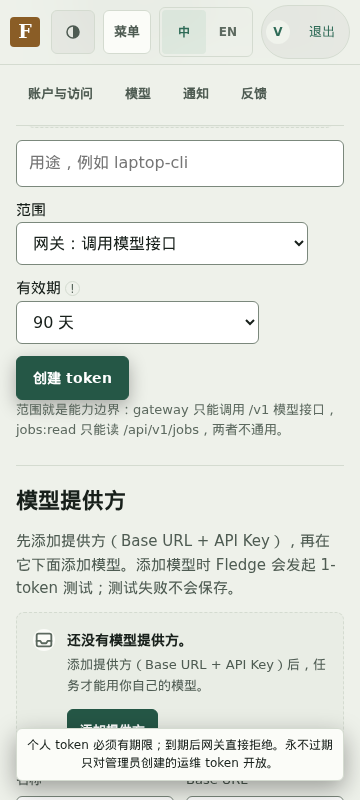 F 菜单 中 EN V 退出
账户与访问 模型 通知 反馈
用途，例如 laptop-cli
范围
网关：调用模型接口
有效期 !
90 天
创建 token
范围就是能力边界：gateway 只能调用 /v1 模型接口，
jobs:read 只能读 /api/v1/jobs，两者不通用。
模型提供方
先添加提供方（Base URL + API Key），再在
它下面添加模型。添加模型时 Fledge 会发起 1-
token 测试；测试失败不会保存。
还没有模型提供方。
添加提供方（Base URL + API Key）后，任
务才能用你自己的模型。
添加提供方
个人 token 必须有期限；到期后网关直接拒绝。永不过期
只对管理员创建的运维 token 开放。
名称 Base URL